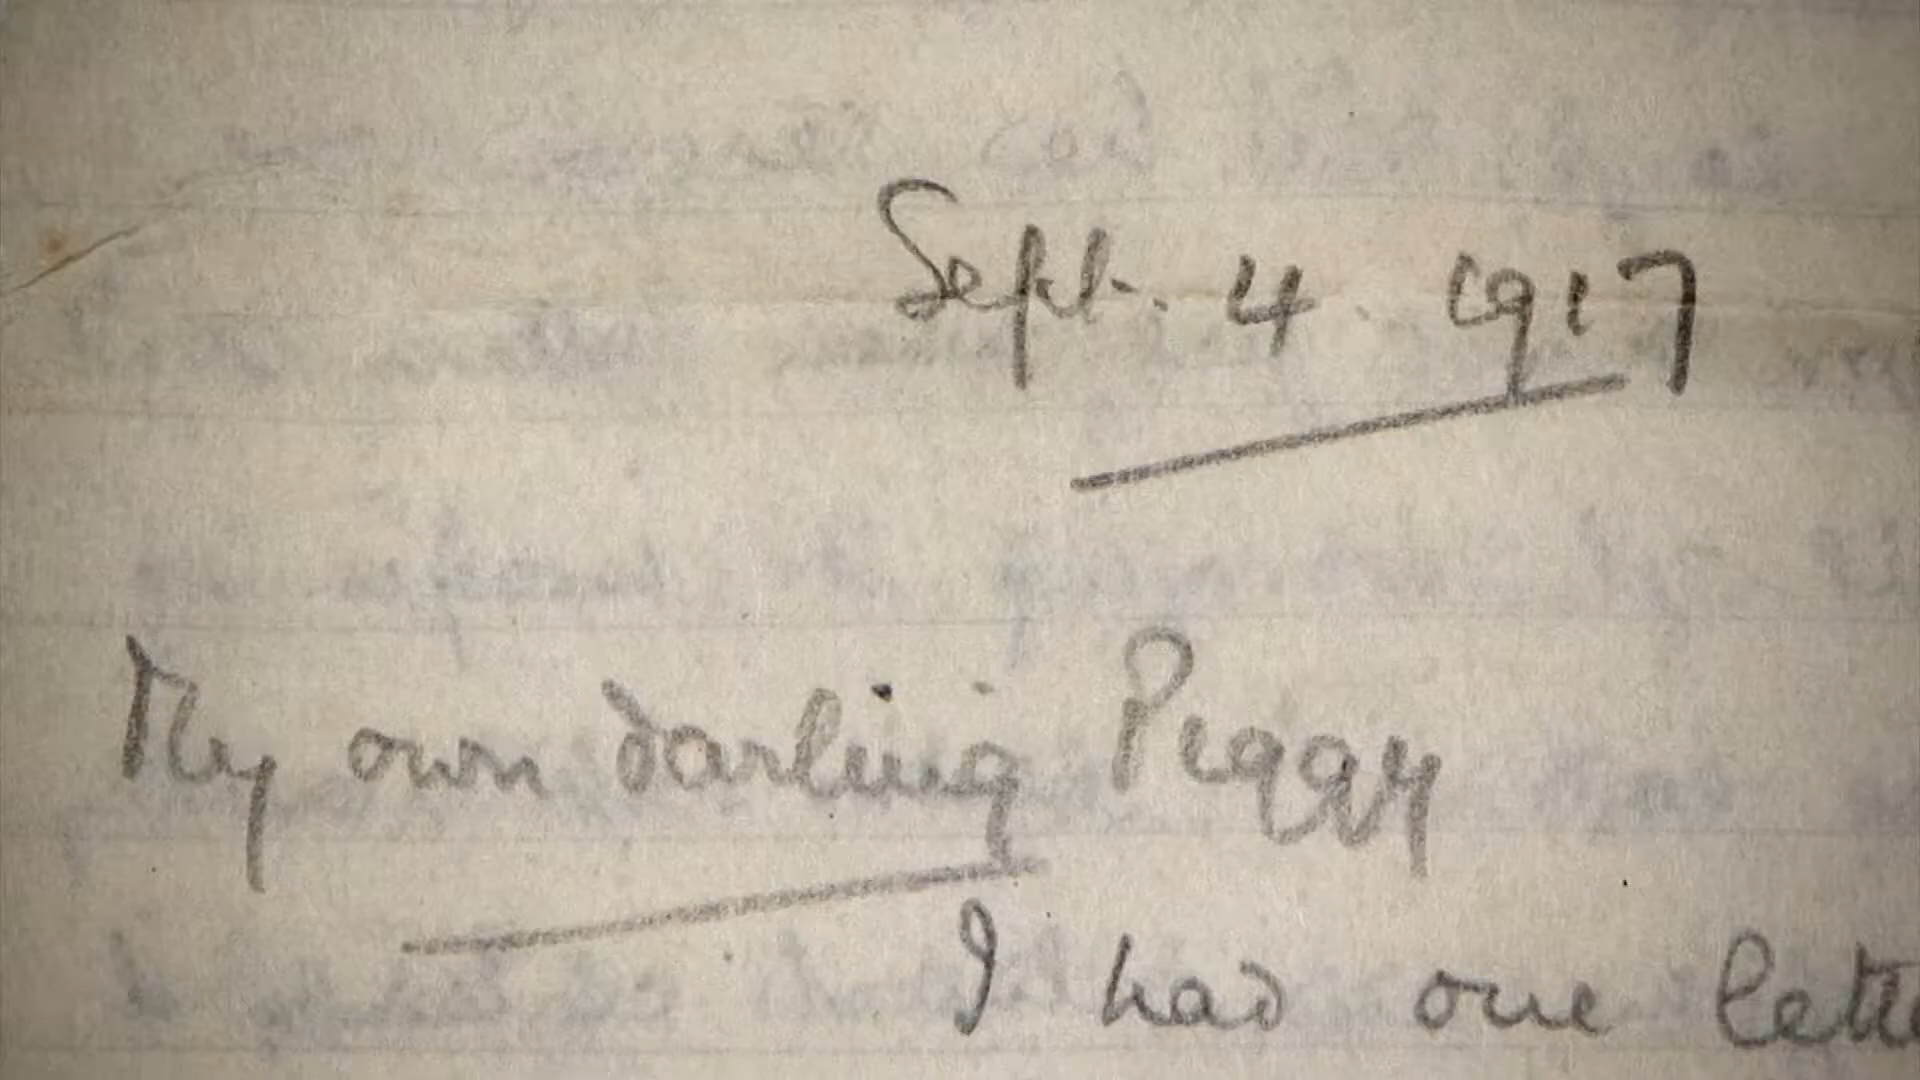 Sept. 4. 1917
My own darling Peggy
I had one lette